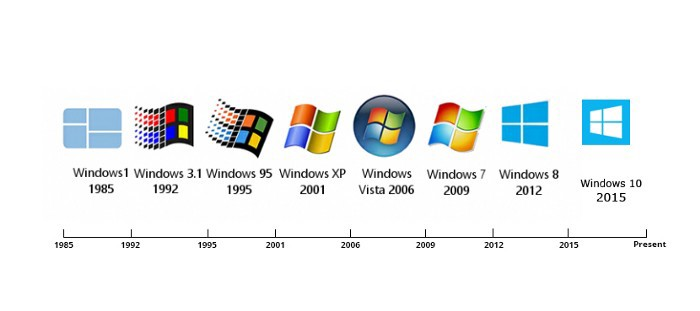 Windows1
1985
Windows 3.1
1992
Windows 95
1995
Windows XP
2001
Windows
Vista 2006
Windows 7
2009
Windows 8
2012
Windows 10
2015
1985 1992 1995 2001 2006 2009 2012 2015 Present